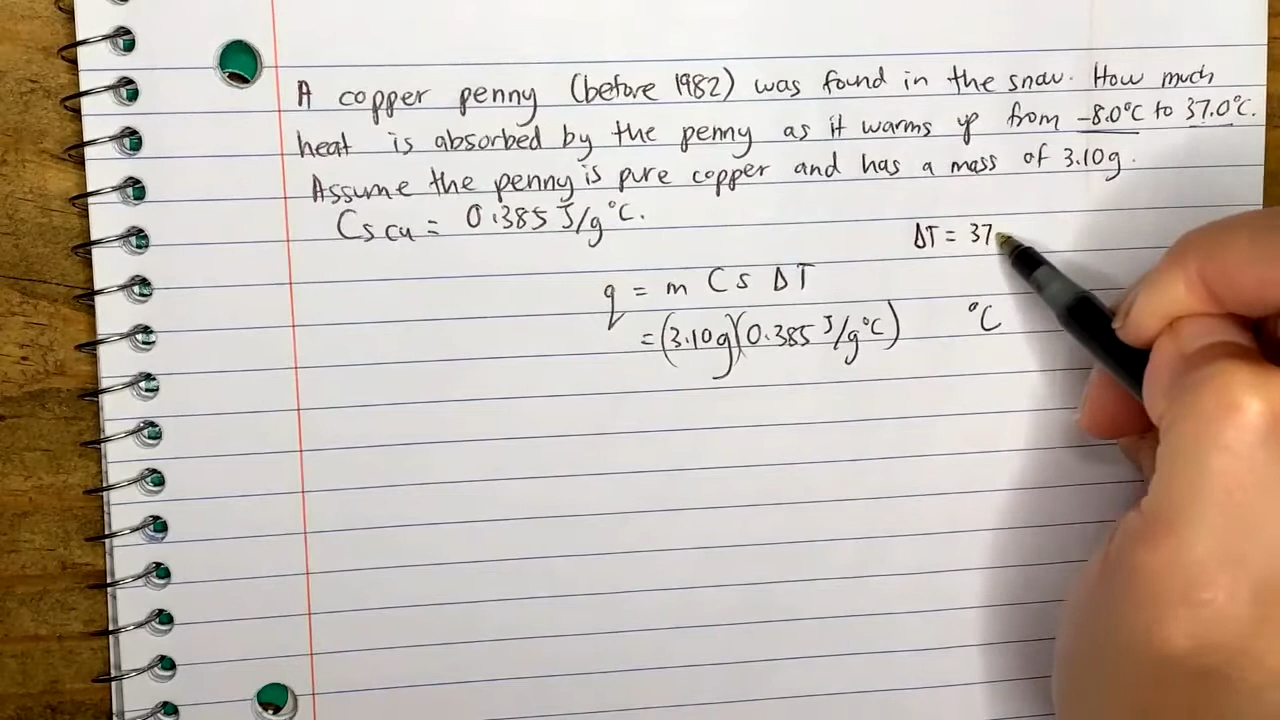 A copper penny (before 1982) was found in the snow. How much
heat is absorbed by the penny as it warms up from -8.0°C to 37.0°C.
Assume the penny is pure copper and has a mass of 3.10g.
Cs Cu = 0.385 J/g°C.
ΔT = 37
q = m Cs ΔT
= (3.10g)(0.385 J/g°C) °C